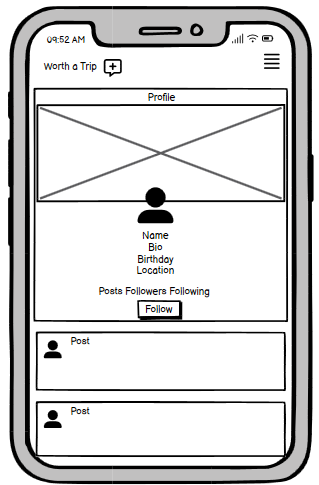 09:52 AM
Worth a Trip
Profile
Name
Bio
Birthday
Location
Posts Followers Following
Follow
Post
Post